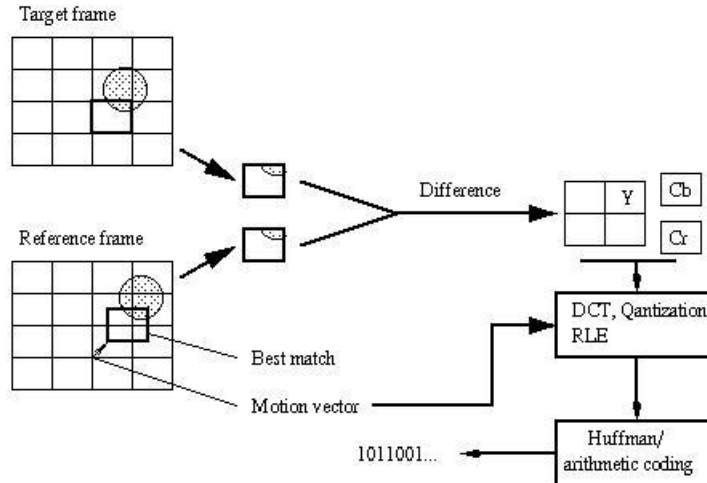 Target frame
Y
Cb
Difference
Reference frame
Cr
DCT, Qantization
RLE
Best match
Motion vector
Huffman/
arithmetic coding
1011001...